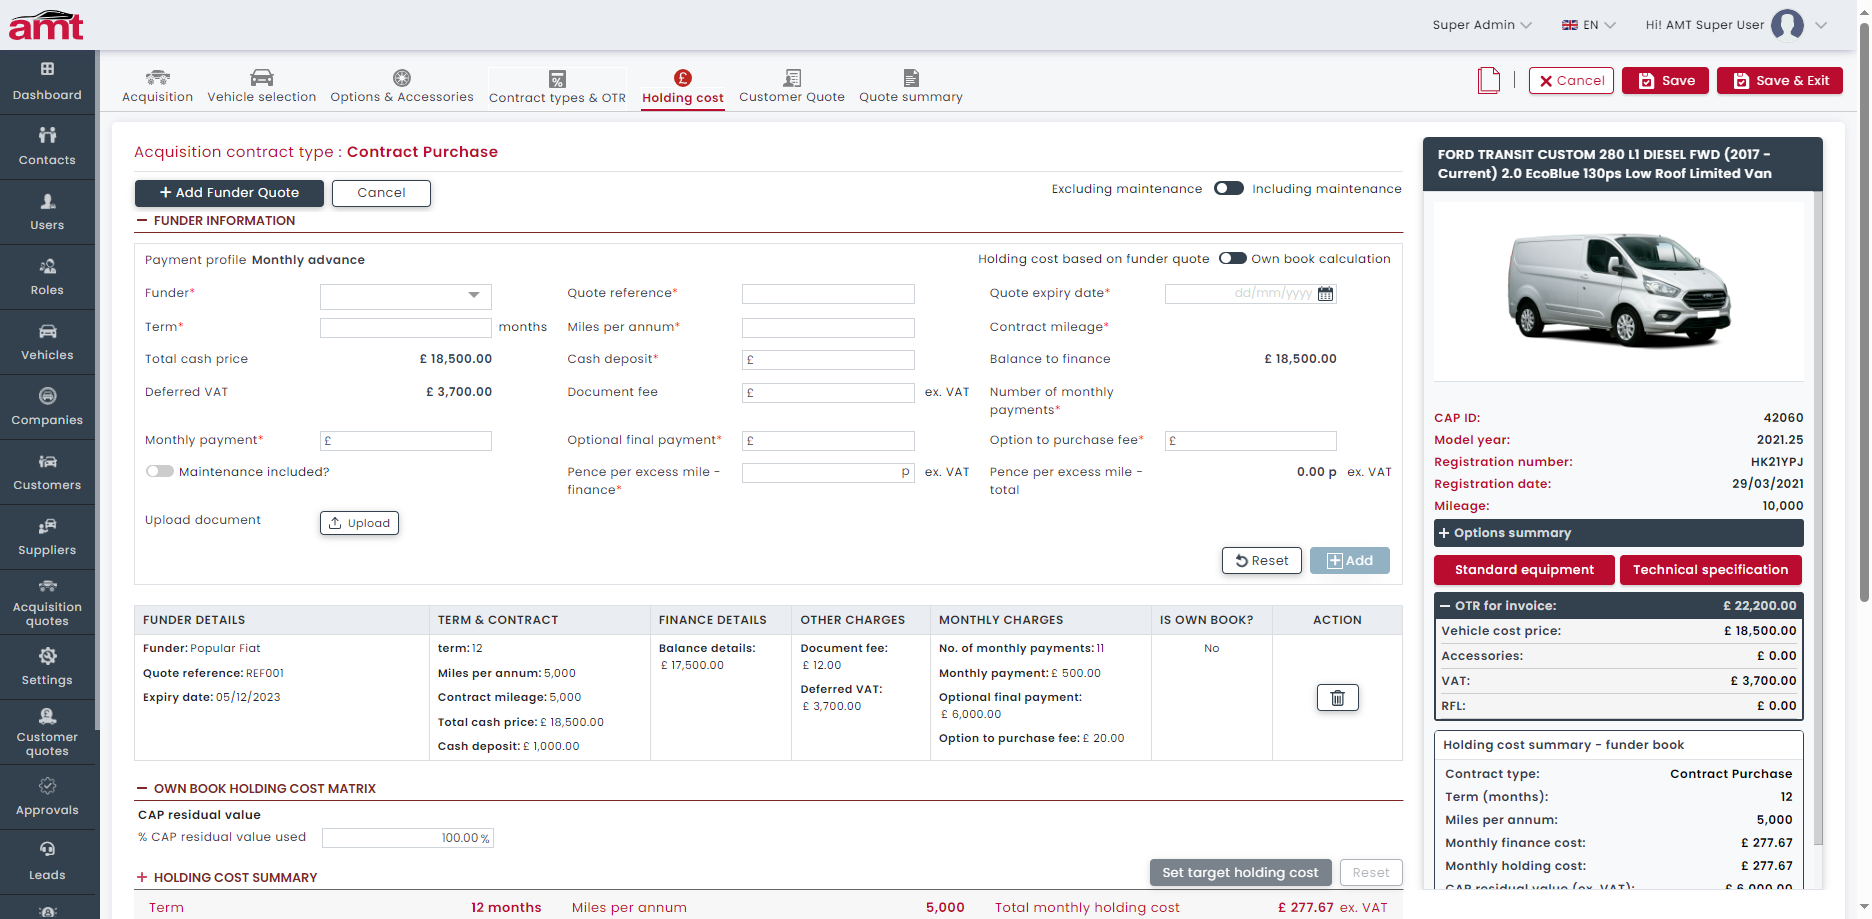 amt
Super Admin
EN
Hi! AMT Super User
Dashboard
Contacts
Users
Roles
Vehicles
Companies
Customers
Suppliers
Acquisition
quotes
Settings
Customer
quotes
Approvals
Leads
Acquisition
Vehicle selection
Options & Accessories
Contract types & OTR
Holding cost
Customer Quote
Quote summary
Cancel
Save
Save & Exit
Acquisition contract type : Contract Purchase
+ Add Funder Quote
Cancel
Excluding maintenance
Including maintenance
FUNDER INFORMATION
Payment profile Monthly advance
Holding cost based on funder quote
Own book calculation
Funder*
Quote reference*
Quote expiry date*
dd/mm/yyyy
Term*
months
Miles per annum*
Contract mileage*
Total cash price
£ 18,500.00
Cash deposit*
£
Balance to finance
£ 18,500.00
Deferred VAT
£ 3,700.00
Document fee
£
ex. VAT
Number of monthly
payments*
Monthly payment*
£
Optional final payment*
£
Option to purchase fee*
£
Maintenance included?
Pence per excess mile -
finance*
p
ex. VAT
Pence per excess mile -
total
0.00 p ex. VAT
Upload document
Upload
Reset
Add
FUNDER DETAILS
TERM & CONTRACT
FINANCE DETAILS
OTHER CHARGES
MONTHLY CHARGES
IS OWN BOOK?
ACTION
Funder: Popular Fiat
Quote reference: REF001
Expiry date: 05/12/2023
term: 12
Miles per annum: 5,000
Contract mileage: 5,000
Total cash price: £ 18,500.00
Cash deposit: £ 1,000.00
Balance details:
£ 17,500.00
Document fee:
£ 12.00
Deferred VAT:
£ 3,700.00
No. of monthly payments: 11
Monthly payment: £ 500.00
Optional final payment:
£ 6,000.00
Option to purchase fee: £ 20.00
No
OWN BOOK HOLDING COST MATRIX
CAP residual value
% CAP residual value used
100.00 %
HOLDING COST SUMMARY
Set target holding cost
Reset
Term
12 months
Miles per annum
5,000
Total monthly holding cost
£ 277.67 ex. VAT
FORD TRANSIT CUSTOM 280 L1 DIESEL FWD (2017 -
Current) 2.0 EcoBlue 130ps Low Roof Limited Van
CAP ID: 42060
Model year: 2021.25
Registration number: HK21YPJ
Registration date: 29/03/2021
Mileage: 10,000
+ Options summary
Standard equipment
Technical specification
OTR for invoice: £ 22,200.00
Vehicle cost price: £ 18,500.00
Accessories: £ 0.00
VAT: £ 3,700.00
RFL: £ 0.00
Holding cost summary - funder book
Contract type: Contract Purchase
Term (months): 12
Miles per annum: 5,000
Monthly finance cost: £ 277.67
Monthly holding cost: £ 277.67
CAP residual value (ex. VAT): £ 6,000.00